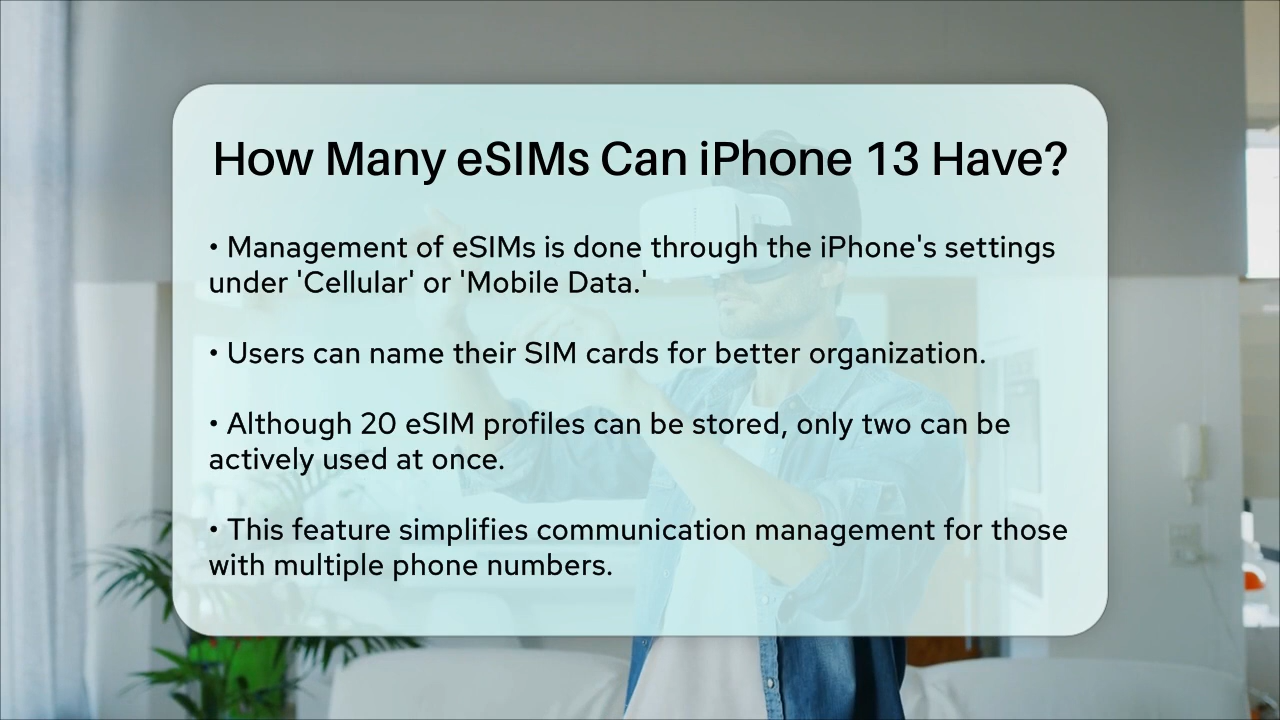 How Many eSIMs Can iPhone 13 Have?
• Management of eSIMs is done through the iPhone's settings
under 'Cellular' or 'Mobile Data.'
• Users can name their SIM cards for better organization.
• Although 20 eSIM profiles can be stored, only two can be
actively used at once.
• This feature simplifies communication management for those
with multiple phone numbers.